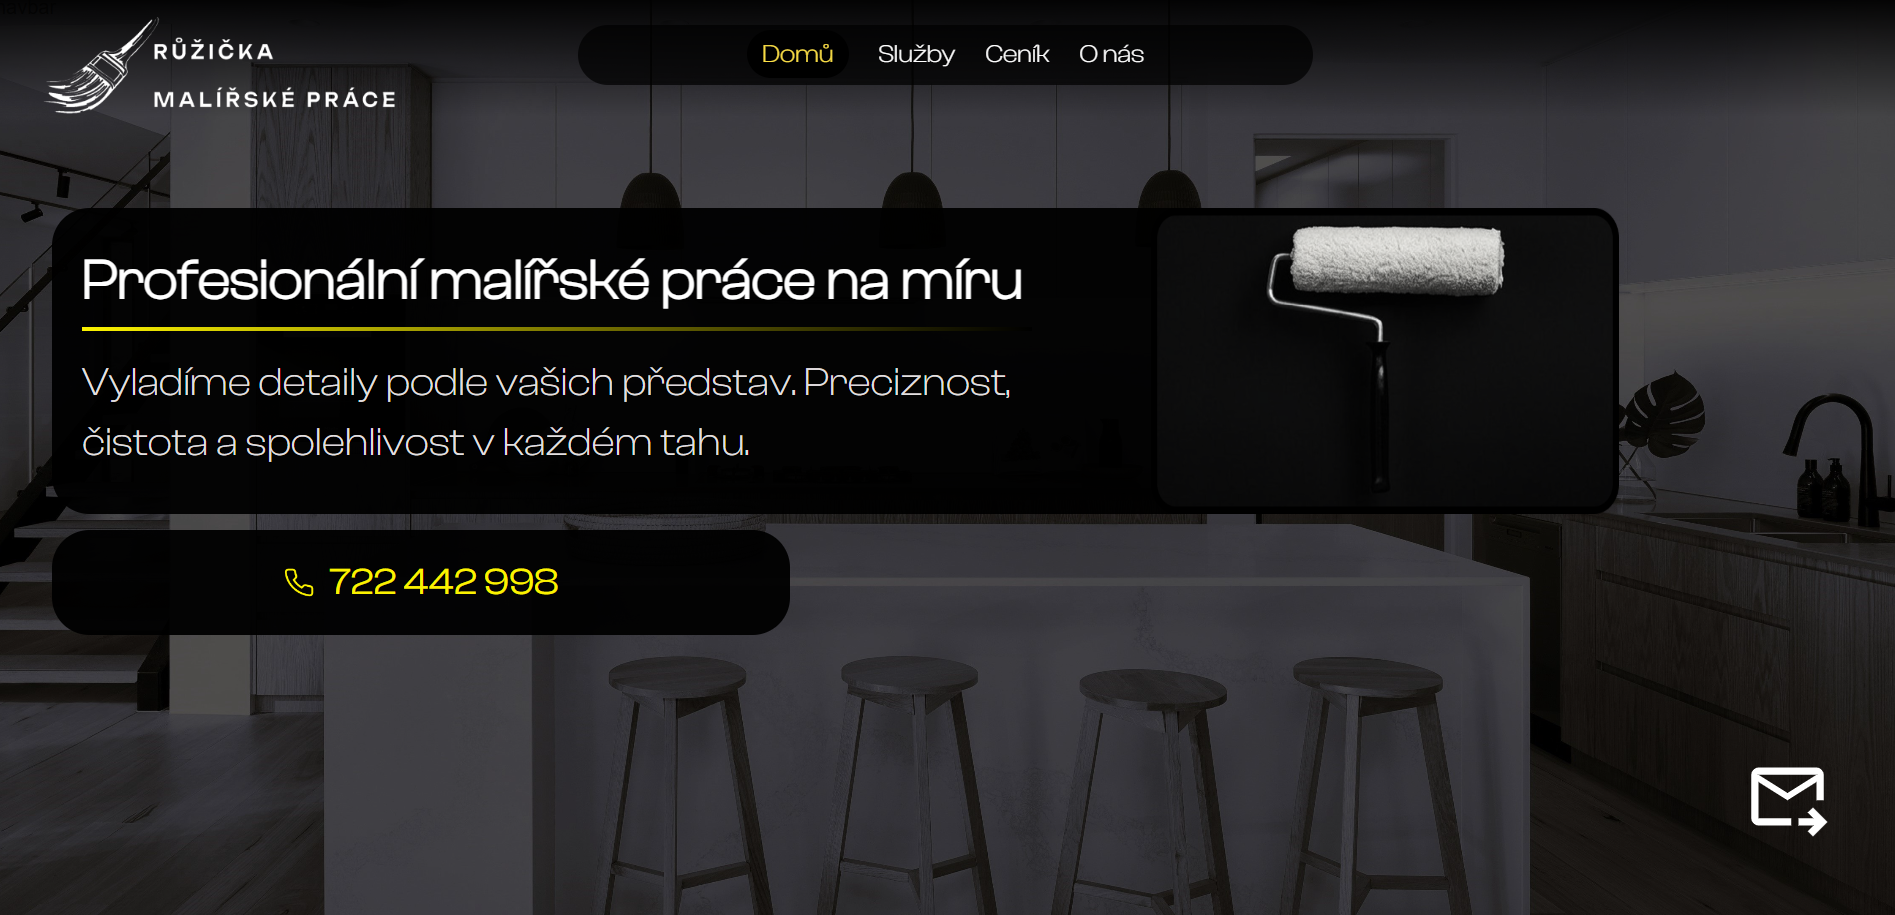 RŮŽIČKA
MALÍŘSKÉ PRÁCE
Domů Služby Ceník O nás
Profesionální malířské práce na míru
Vyladíme detaily podle vašich představ. Preciznost,
čistota a spolehlivost v každém tahu.
722 442 998